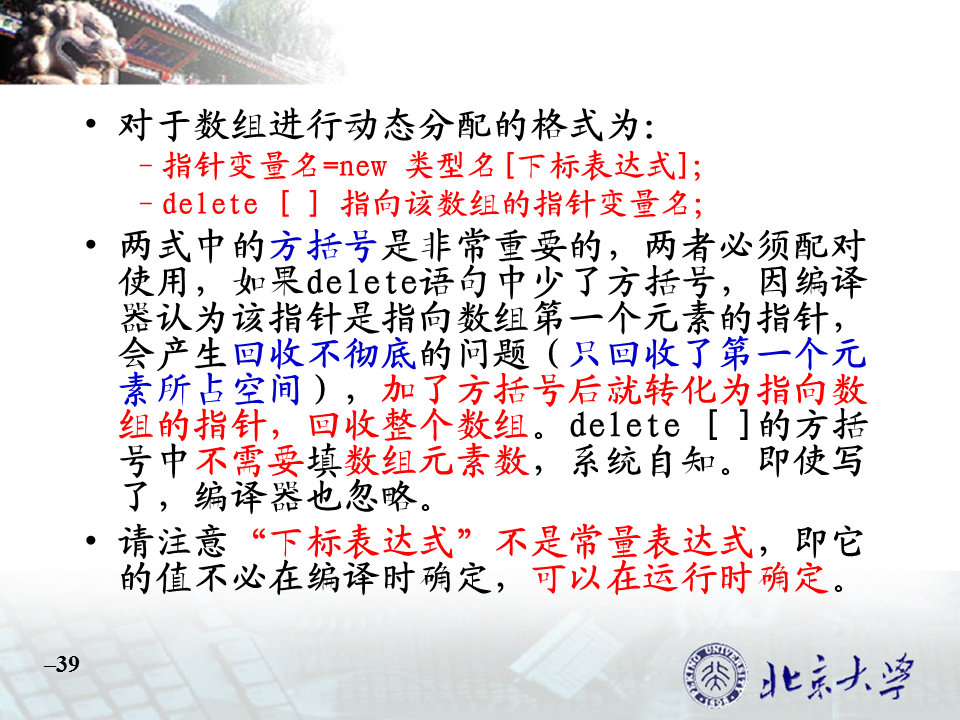 • 对于数组进行动态分配的格式为：
–指针变量名=new 类型名[下标表达式];
–delete [ ] 指向该数组的指针变量名;
• 两式中的方括号是非常重要的，两者必须配对
使用，如果delete语句中少了方括号，因编译
器认为该指针是指向数组第一个元素的指针，
会产生回收不彻底的问题（只回收了第一个元
素所占空间），加了方括号后就转化为指向数
组的指针，回收整个数组。delete [ ]的方括
号中不需要填数组元素数，系统自知。即使写
了，编译器也忽略。
• 请注意“下标表达式”不是常量表达式，即它
的值不必在编译时确定，可以在运行时确定。
–39
PEKING UNIVERSITY
1898
北京大学